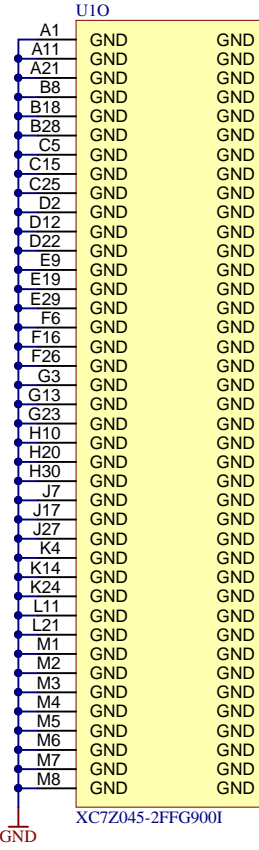 U1O
A1 GND GND
A11 GND GND
A21 GND GND
B8 GND GND
B18 GND GND
B28 GND GND
C5 GND GND
C15 GND GND
C25 GND GND
D2 GND GND
D12 GND GND
D22 GND GND
E9 GND GND
E19 GND GND
E29 GND GND
F6 GND GND
F16 GND GND
F26 GND GND
G3 GND GND
G13 GND GND
G23 GND GND
H10 GND GND
H20 GND GND
H30 GND GND
J7 GND GND
J17 GND GND
J27 GND GND
K4 GND GND
K14 GND GND
K24 GND GND
L11 GND GND
L21 GND GND
M1 GND GND
M2 GND GND
M3 GND GND
M4 GND GND
M5 GND GND
M6 GND GND
M7 GND GND
M8 GND GND
XC7Z045-2FFG900I
GND